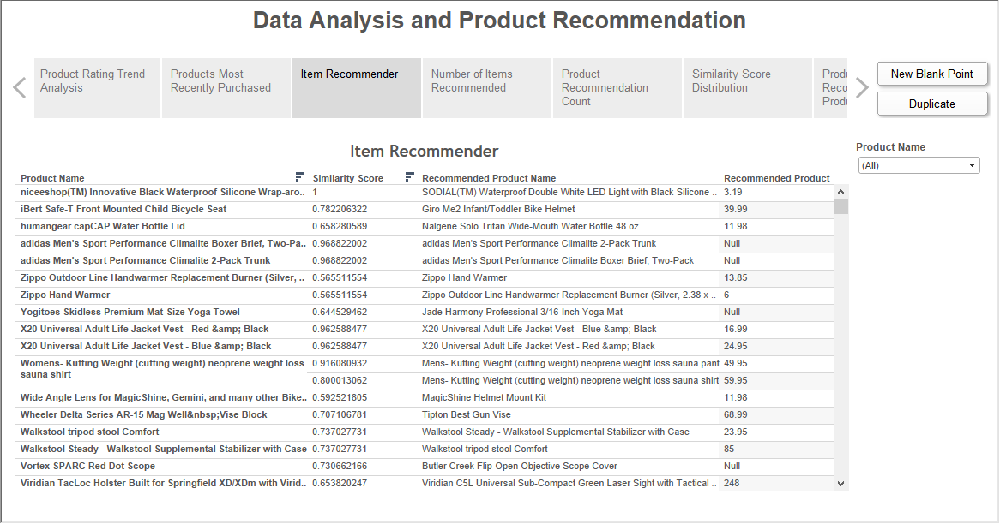 Data Analysis and Product Recommendation
Product Rating Trend
Analysis
Products Most
Recently Purchased
Item Recommender
Number of Items
Recommended
Product
Recommendation
Count
Similarity Score
Distribution
Produ
Reco
Produ
New Blank Point
Duplicate
Item Recommender
Product Name
(All)
Product Name Similarity Score Recommended Product Name Recommended Product
niceeshop(TM) Innovative Black Waterproof Silicone Wrap-aro.. 1 SODIAL(TM) Waterproof Double White LED Light with Black Silicone .. 3.19
iBert Safe-T Front Mounted Child Bicycle Seat 0.782206322 Giro Me2 Infant/Toddler Bike Helmet 39.99
humangear capCAP Water Bottle Lid 0.658280589 Nalgene Solo Tritan Wide-Mouth Water Bottle 48 oz 11.98
adidas Men's Sport Performance Climalite Boxer Brief, Two-Pa.. 0.968822002 adidas Men's Sport Performance Climalite 2-Pack Trunk Null
adidas Men's Sport Performance Climalite 2-Pack Trunk 0.968822002 adidas Men's Sport Performance Climalite Boxer Brief, Two-Pack Null
Zippo Outdoor Line Handwarmer Replacement Burner (Silver, .. 0.565511554 Zippo Hand Warmer 13.85
Zippo Hand Warmer 0.565511554 Zippo Outdoor Line Handwarmer Replacement Burner (Silver, 2.38 x .. 6
Yogitoes Skidless Premium Mat-Size Yoga Towel 0.644529462 Jade Harmony Professional 3/16-Inch Yoga Mat Null
X20 Universal Adult Life Jacket Vest - Red &amp; Black 0.962588477 X20 Universal Adult Life Jacket Vest - Blue &amp; Black 16.99
X20 Universal Adult Life Jacket Vest - Blue &amp; Black 0.962588477 X20 Universal Adult Life Jacket Vest - Red &amp; Black 24.95
Womens- Kutting Weight (cutting weight) neoprene weight loss 0.916080932 Mens- Kutting Weight (cutting weight) neoprene weight loss sauna pant 49.95
sauna shirt 0.800013062 Mens- Kutting Weight (cutting weight) neoprene weight loss sauna shirt 59.95
Wide Angle Lens for MagicShine, Gemini, and many other Bike.. 0.592521805 MagicShine Helmet Mount Kit 11.98
Wheeler Delta Series AR-15 Mag Well&nbsp;Vise Block 0.707106781 Tipton Best Gun Vise 68.99
Walkstool tripod stool Comfort 0.737027731 Walkstool Steady - Walkstool Supplemental Stabilizer with Case 23.95
Walkstool Steady - Walkstool Supplemental Stabilizer with Case 0.737027731 Walkstool tripod stool Comfort 85
Vortex SPARC Red Dot Scope 0.730662166 Butler Creek Flip-Open Objective Scope Cover Null
Viridian TacLoc Holster Built for Springfield XD/XDm with Virid.. 0.653820247 Viridian C5L Universal Sub-Compact Green Laser Sight with Tactical .. 248